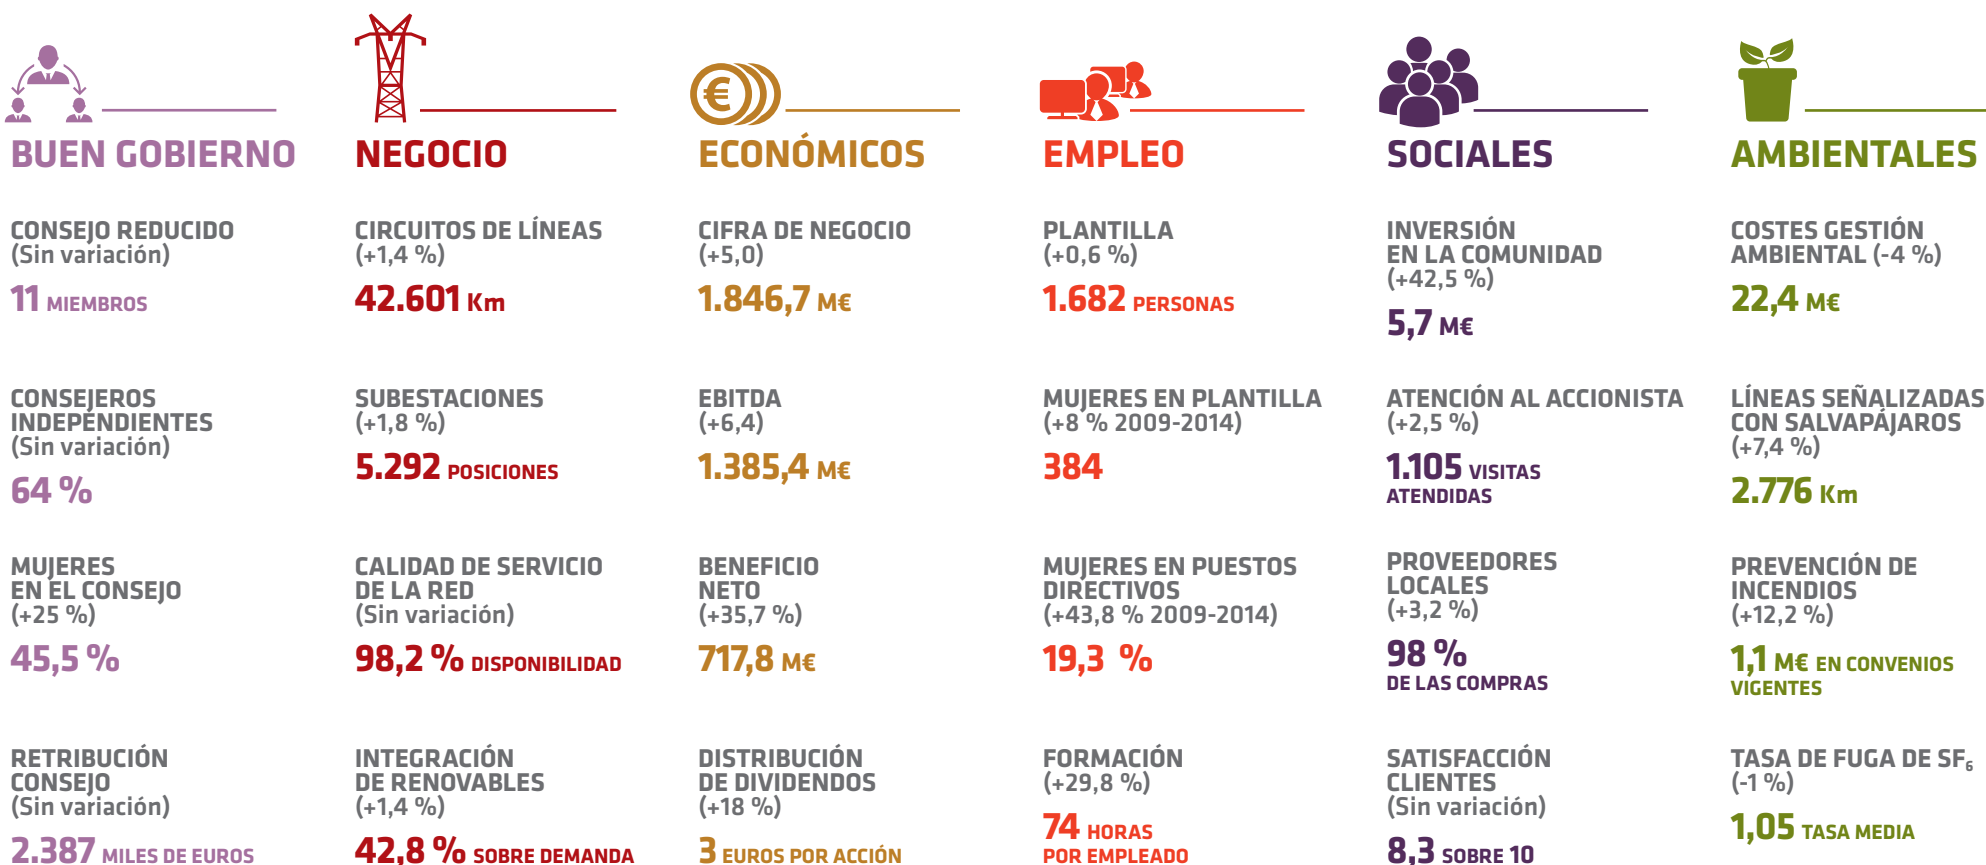 BUEN GOBIERNO
CONSEJO REDUCIDO
(Sin variación)
11 MIEMBROS
CONSEJEROS
INDEPENDIENTES
(Sin variación)
64 %
MUJERES
EN EL CONSEJO
(+25 %)
45,5 %
RETRIBUCIÓN
CONSEJO
(Sin variación)
2.387 MILES DE EUROS
NEGOCIO
CIRCUITOS DE LÍNEAS
(+1,4 %)
42.601 Km
SUBESTACIONES
(+1,8 %)
5.292 POSICIONES
CALIDAD DE SERVICIO
DE LA RED
(Sin variación)
98,2 % DISPONIBILIDAD
INTEGRACIÓN
DE RENOVABLES
(+1,4 %)
42,8 % SOBRE DEMANDA
ECONÓMICOS
CIFRA DE NEGOCIO
(+5,0)
1.846,7 M€
EBITDA
(+6,4)
1.385,4 M€
BENEFICIO
NETO
(+35,7 %)
717,8 M€
DISTRIBUCIÓN
DE DIVIDENDOS
(+18 %)
3 EUROS POR ACCIÓN
EMPLEO
PLANTILLA
(+0,6 %)
1.682 PERSONAS
MUJERES EN PLANTILLA
(+8 % 2009-2014)
384
MUJERES EN PUESTOS
DIRECTIVOS
(+43,8 % 2009-2014)
19,3 %
FORMACIÓN
(+29,8 %)
74 HORAS
POR EMPLEADO
SOCIALES
INVERSIÓN
EN LA COMUNIDAD
(+42,5 %)
5,7 M€
ATENCIÓN AL ACCIONISTA
(+2,5 %)
1.105 VISITAS
ATENDIDAS
PROVEEDORES
LOCALES
(+3,2 %)
98 %
DE LAS COMPRAS
SATISFACCIÓN
CLIENTES
(Sin variación)
8,3 SOBRE 10
AMBIENTALES
COSTES GESTIÓN
AMBIENTAL (-4 %)
22,4 M€
LÍNEAS SEÑALIZADAS
CON SALVAPÁJAROS
(+7,4 %)
2.776 Km
PREVENCIÓN DE
INCENDIOS
(+12,2 %)
1,1 M€ EN CONVENIOS
VIGENTES
TASA DE FUGA DE SF₆
(-1 %)
1,05 TASA MEDIA